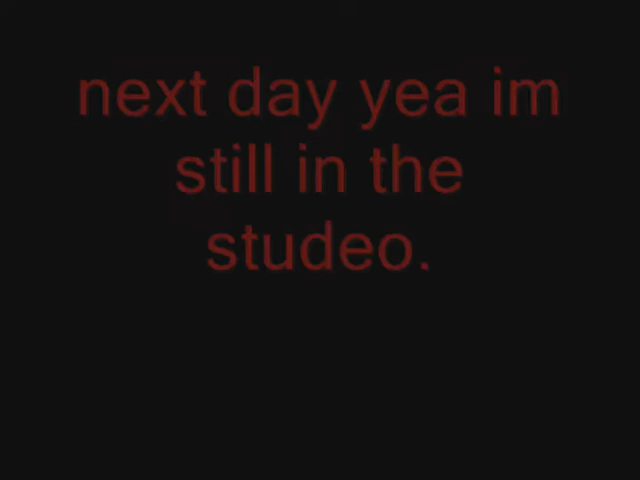 next day yea im
still in the
studeo.